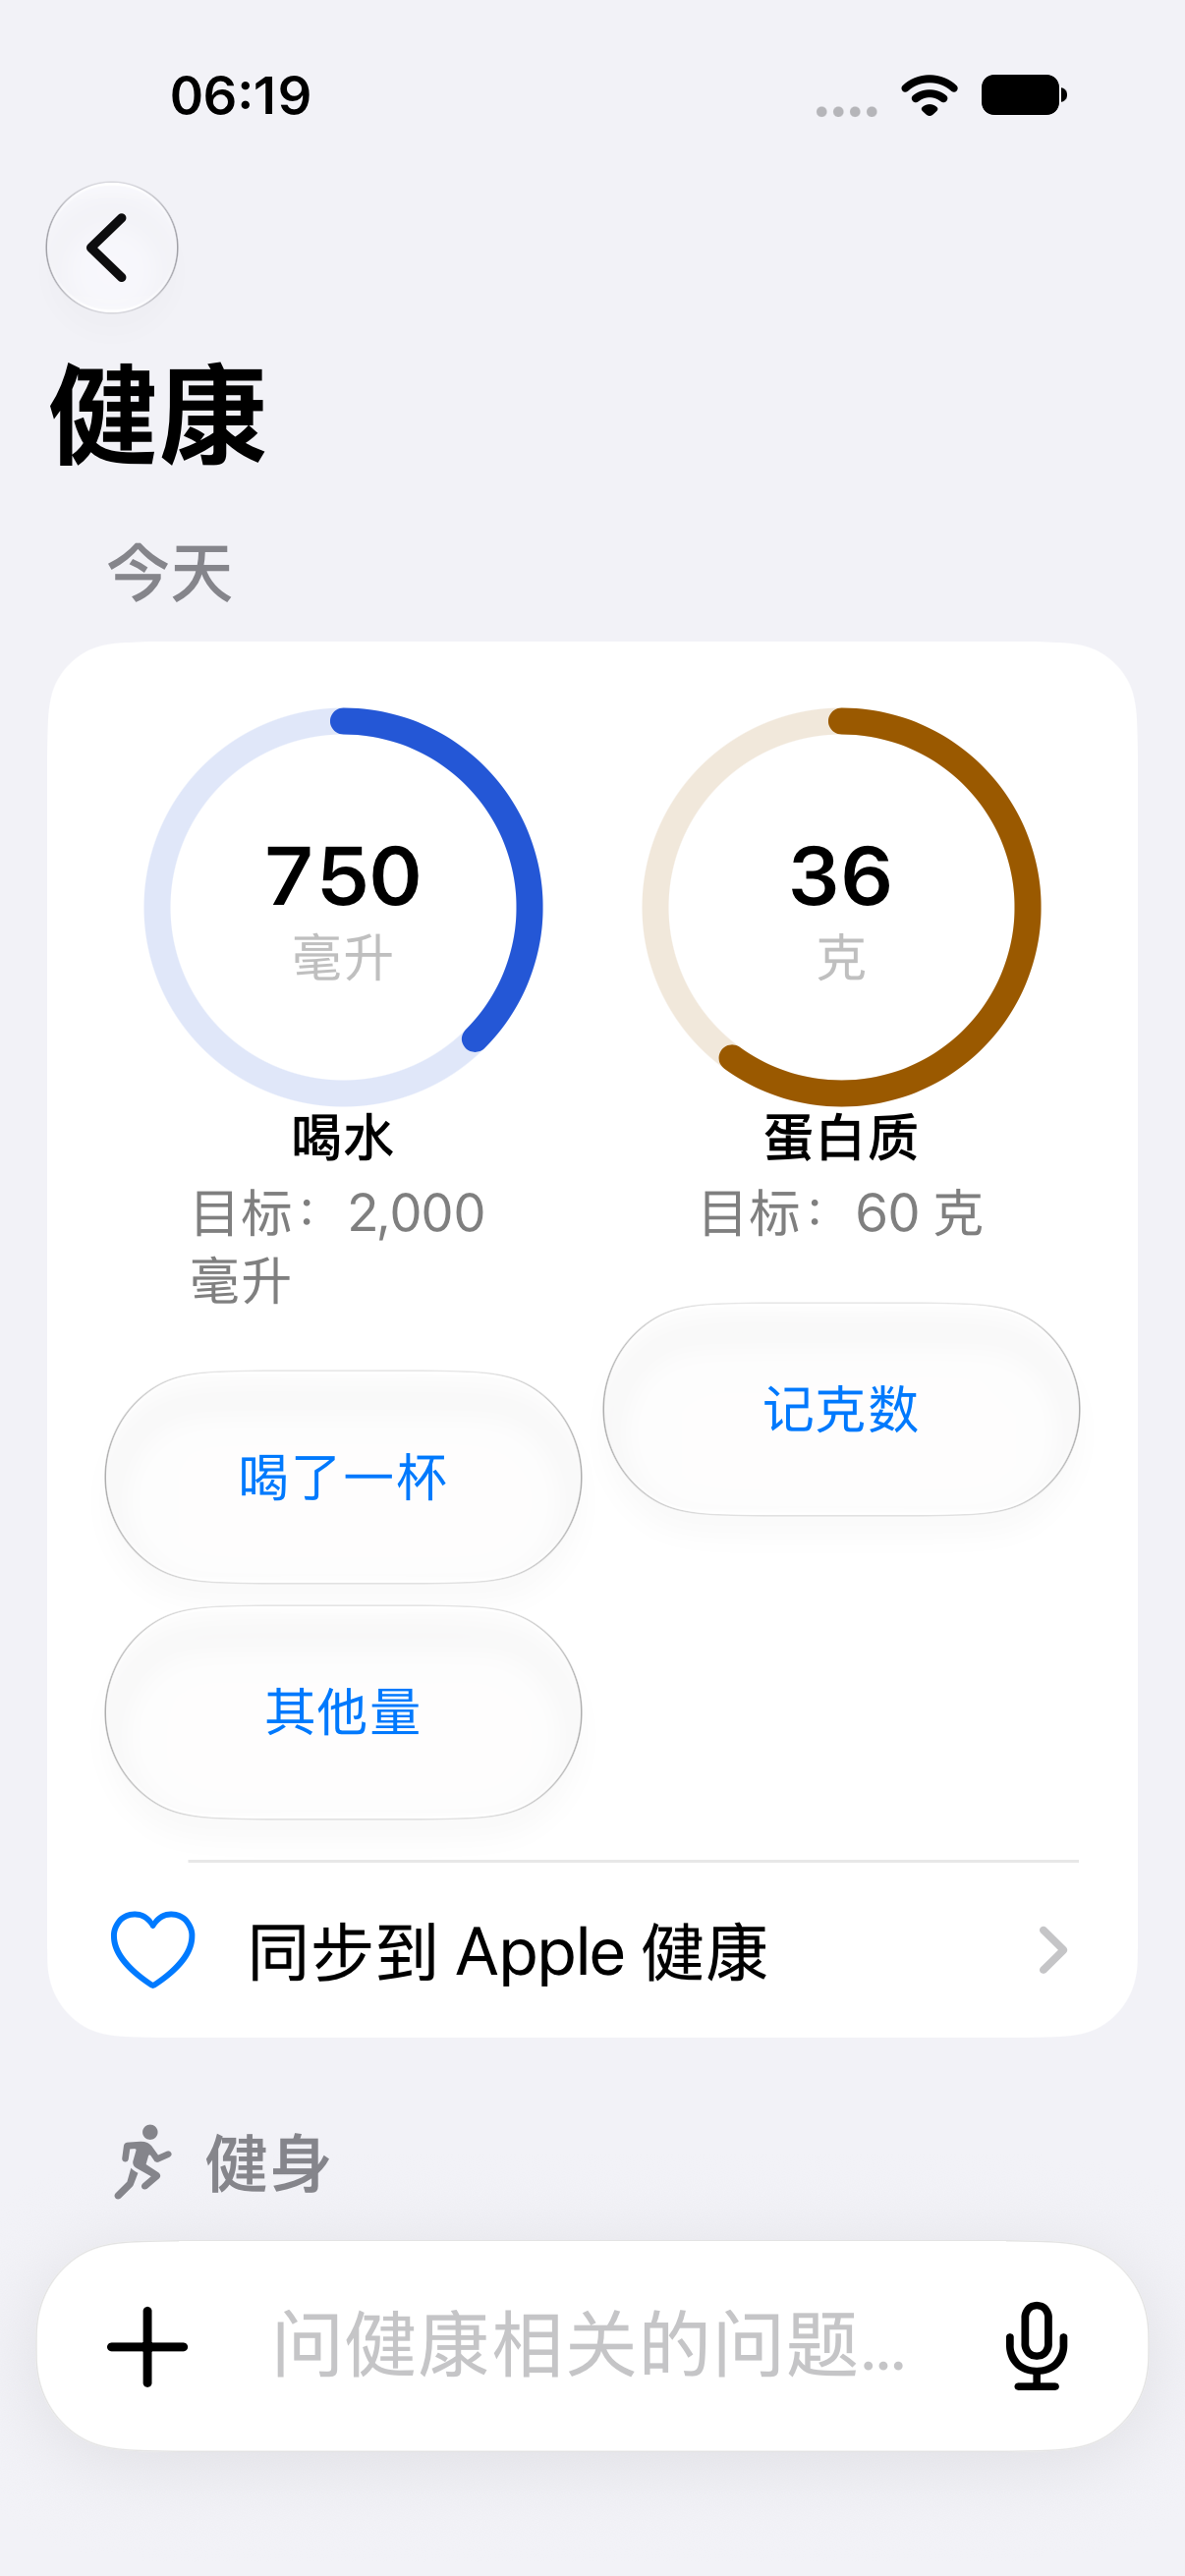 06:19
健康
今天
750
毫升
喝水
目标：2,000
毫升
喝了一杯
其他量
36
克
蛋白质
目标：60 克
记克数
同步到 Apple 健康
健身
问健康相关的问题...